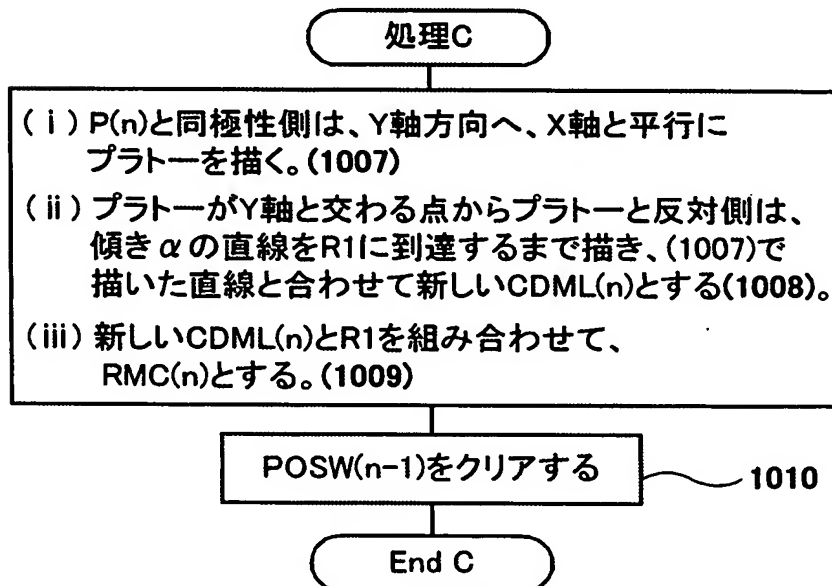 処理C
(ⅰ) P(n)と同極性側は、Y軸方向へ、X軸と平行に
プラトーを描く。(1007)
(ⅱ) プラトーがY軸と交わる点からプラトーと反対側は、
傾きαの直線をR1に到達するまで描き、(1007)で
描いた直線と合わせて新しいCDML(n)とする(1008)。
(ⅲ) 新しいCDML(n)とR1を組み合わせて、
RMC(n)とする。(1009)
POSW(n-1)をクリアする
1010
End C